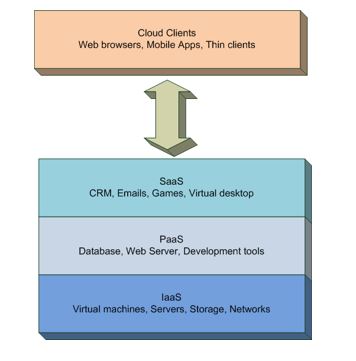 Cloud Clients
Web browsers, Mobile Apps, Thin clients
SaaS
CRM, Emails, Games, Virtual desktop
PaaS
Database, Web Server, Development tools
IaaS
Virtual machines, Servers, Storage, Networks